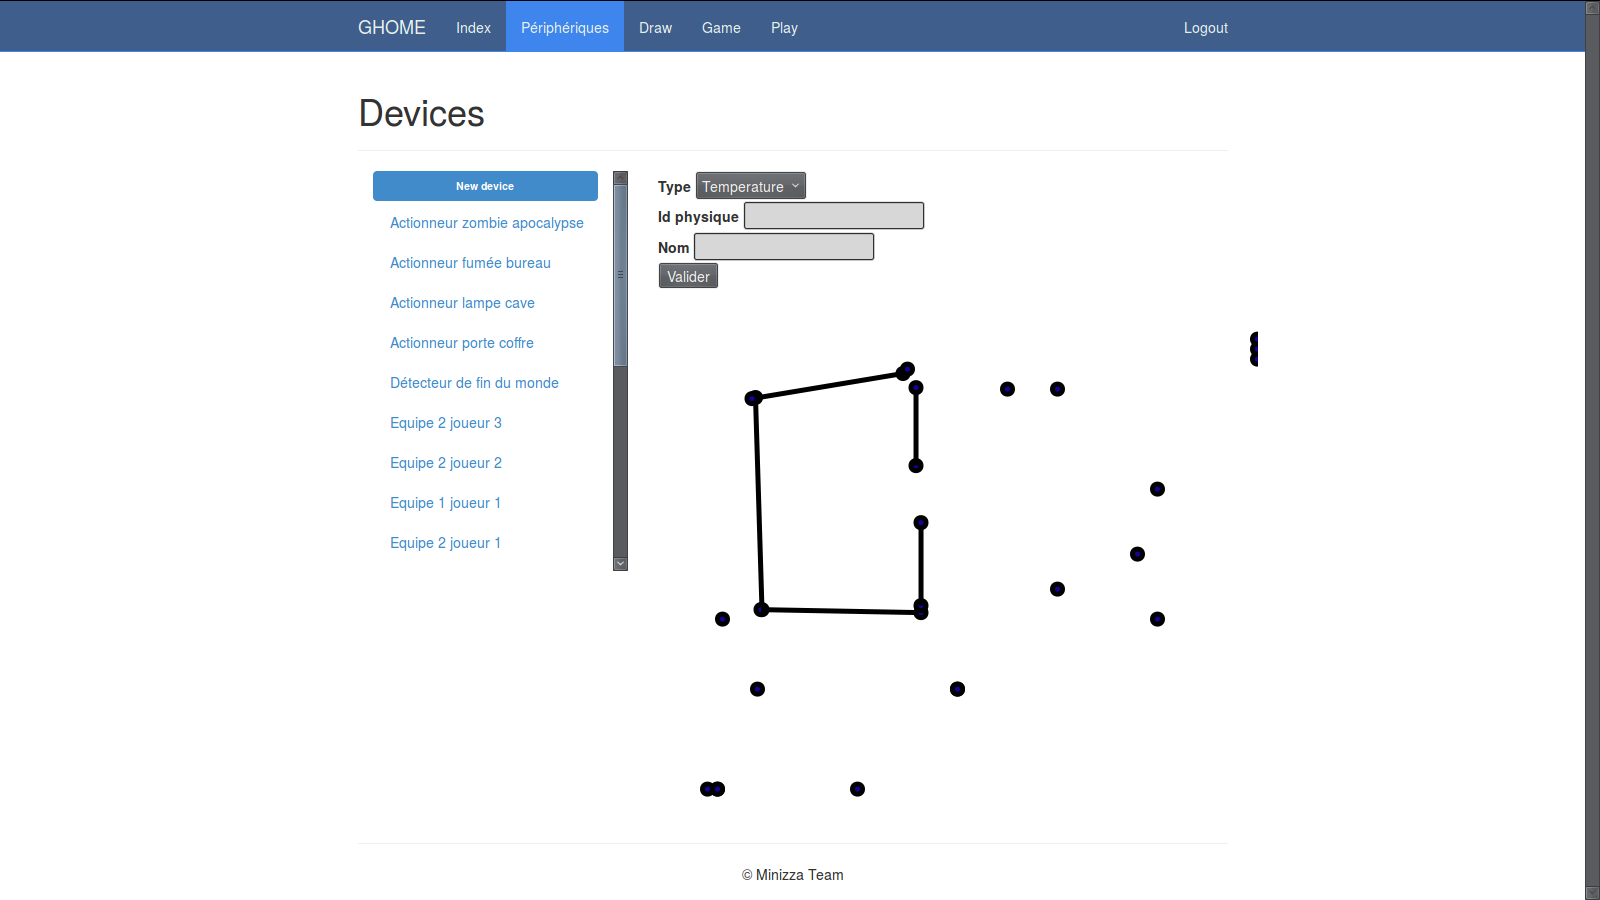 GHOME Index Périphériques Draw Game Play Logout
Devices
New device
Actionneur zombie apocalypse
Actionneur fumée bureau
Actionneur lampe cave
Actionneur porte coffre
Détecteur de fin du monde
Equipe 2 joueur 3
Equipe 2 joueur 2
Equipe 1 joueur 1
Equipe 2 joueur 1
Type Temperature
Id physique
Nom
Valider
© Minizza Team